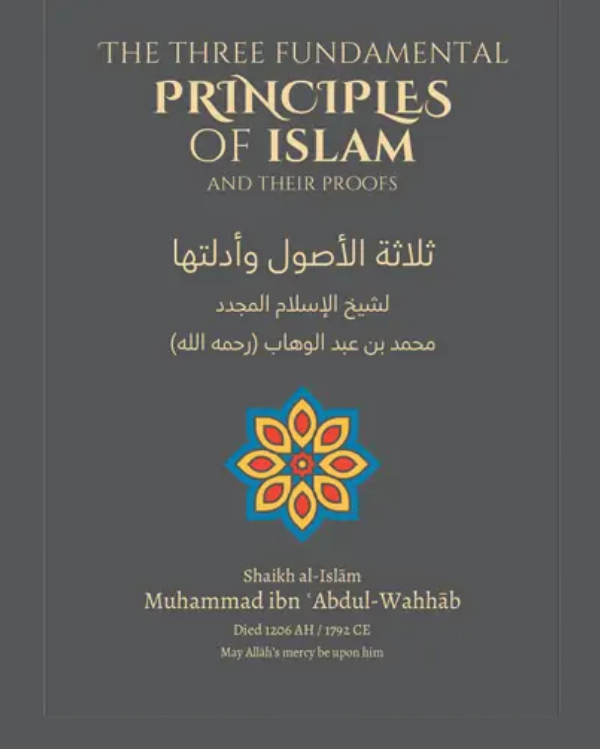 THE THREE FUNDAMENTAL
PRINCIPLES
OF ISLAM
AND THEIR PROOFS
ثلاثة الأصول وأدلتها
لشيخ الإسلام المجدد
محمد بن عبد الوهاب (رحمه الله)
Shaikh al-Islām
Muhammad ibn ʿAbdul-Wahhāb
Died 1206 AH / 1792 CE
May Allāh's mercy be upon him